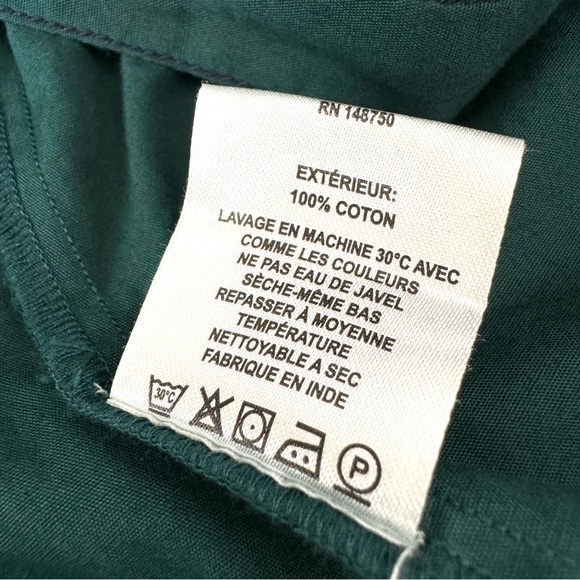 RN 148750
EXTÉRIEUR:
100% COTON
LAVAGE EN MACHINE 30°C AVEC
COMME LES COULEURS
NE PAS EAU DE JAVEL
SÈCHE-MÊME BAS
REPASSER À MOYENNE
TEMPÉRATURE
NETTOYABLE A SEC
FABRIQUE EN INDE
30°C P